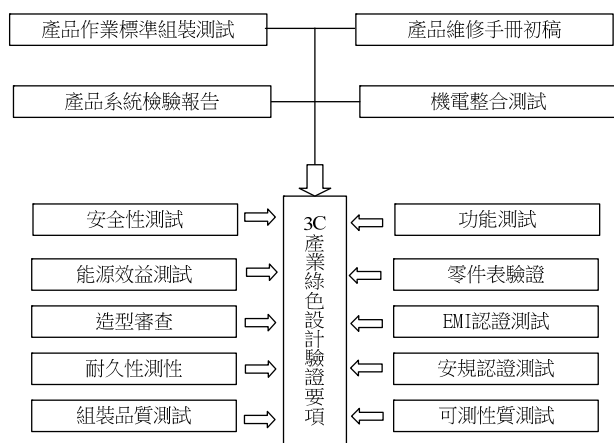 產品作業標準組裝測試
產品維修手冊初稿
產品系統檢驗報告
機電整合測試
3C產業綠色設計驗證要項
安全性測試
功能測試
能源效益測試
零件表驗證
造型審查
EMI認證測試
耐久性測性
安規認證測試
組裝品質測試
可測性質測試